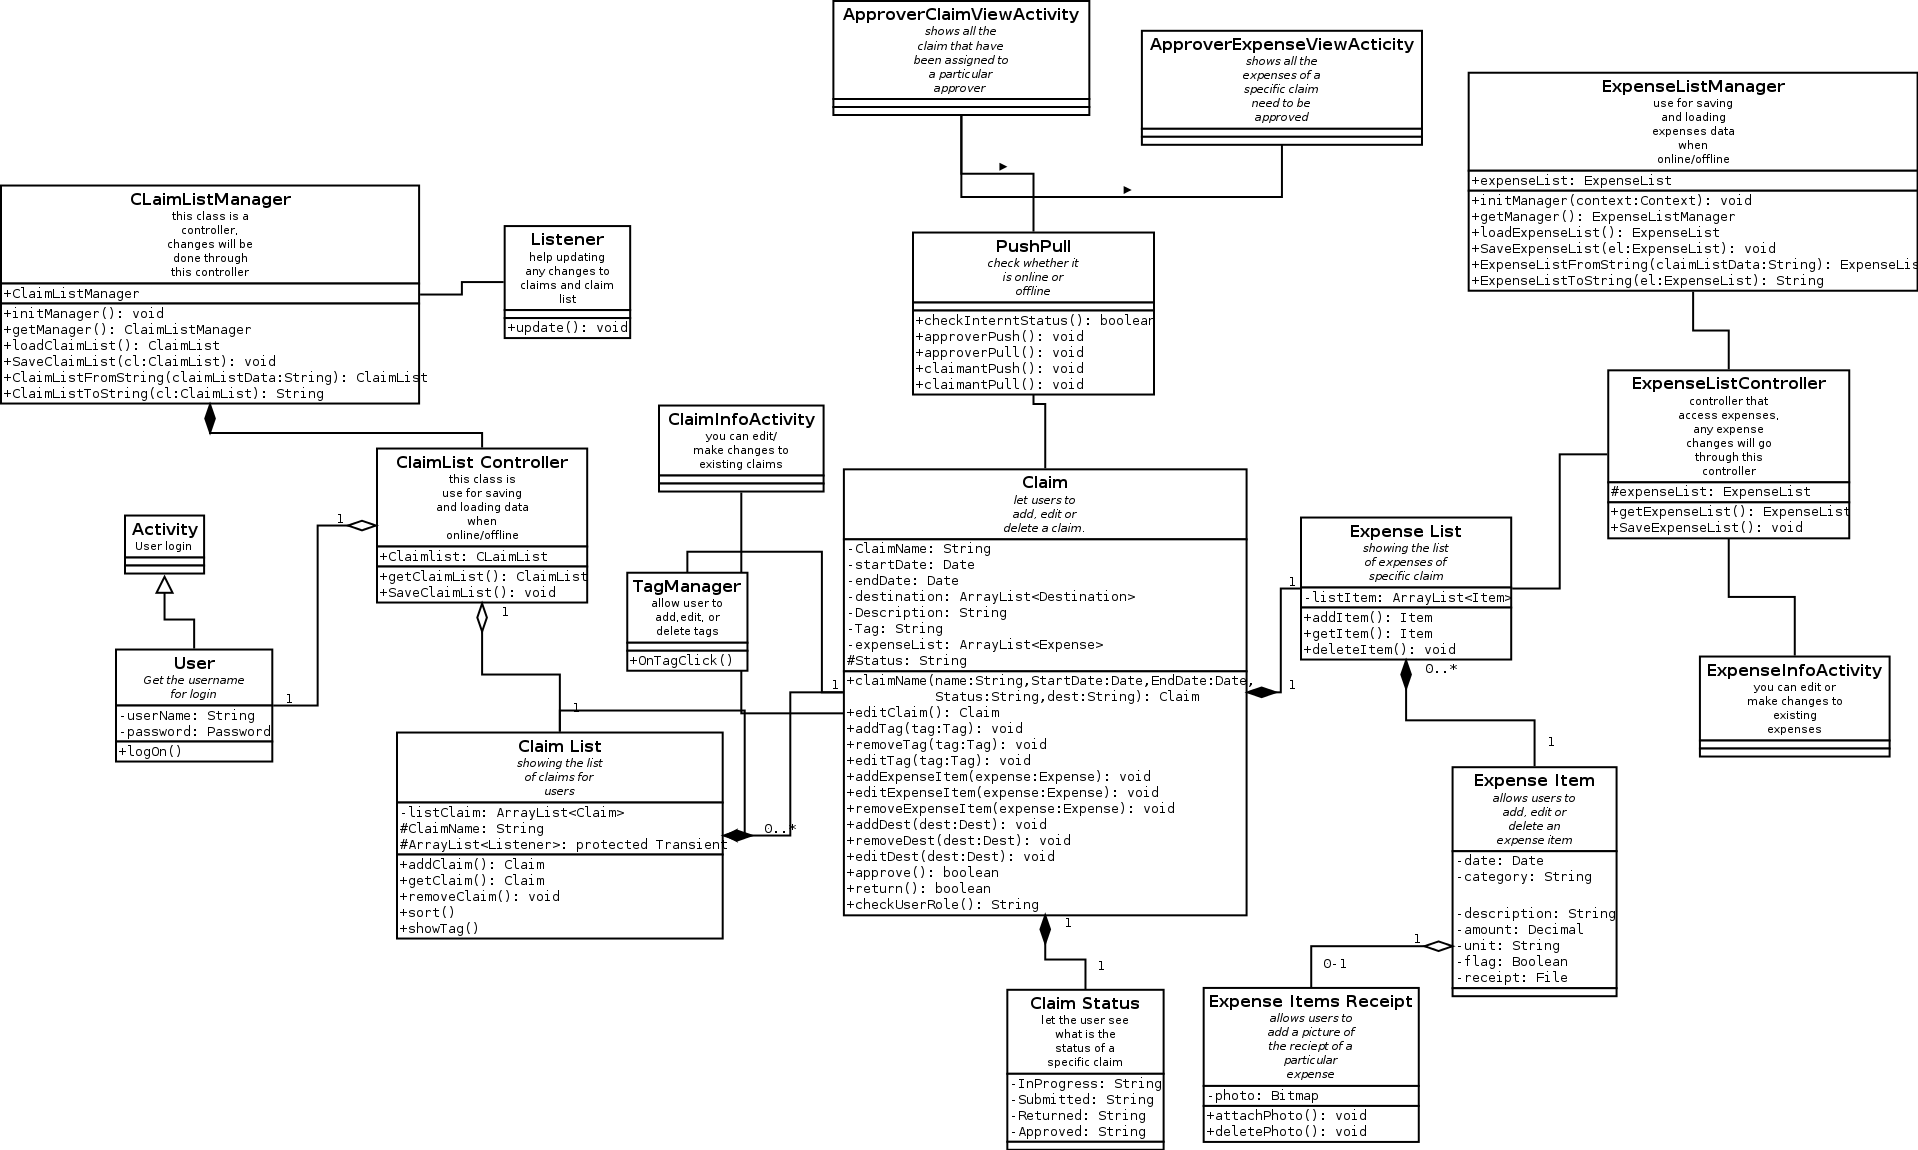 ApproverClaimViewActivity
shows all the
claim that have
been assigned to
a particular
approver
ApproverExpenseViewActicity
shows all the
expenses of a
specific claim
need to be
approved
ExpenseListManager
use for saving
and loading
expenses data
when
online/offline
+expenseList: ExpenseList
+initManager(context:Context): void
+getManager(): ExpenseListManager
+loadExpenseList(): ExpenseList
+SaveExpenseList(el:ExpenseList): void
+ExpenseListFromString(claimListData:String): ExpenseLis
+ExpenseListToString(el:ExpenseList): String
CLaimListManager
this class is a
controller,
changes will be
done through
this controller
+ClaimListManager
+initManager(): void
+getManager(): ClaimListManager
+loadClaimList(): ClaimList
+SaveClaimList(cl:ClaimList): void
+ClaimListFromString(claimListData:String): ClaimList
+ClaimListToString(cl:ClaimList): String
Listener
help updating
any changes to
claims and claim
list
+update(): void
PushPull
check whether it
is online or
offline
+checkInterntStatus(): boolean
+approverPush(): void
+approverPull(): void
+claimantPush(): void
+claimantPull(): void
ExpenseListController
controller that
access expenses,
any expense
changes will go
through this
controller
#expenseList: ExpenseList
+getExpenseList(): ExpenseList
+SaveExpenseList(): void
ClaimInfoActivity
you can edit/
make changes to
existing claims
ClaimList Controller
this class is
use for saving
and loading data
when
online/offline
+Claimlist: CLaimList
+getClaimList(): ClaimList
+SaveClaimList(): void
1
1
1
Activity
User login
User
Get the username
for login
-userName: String
-password: Password
+logOn()
TagManager
allow user to
add,edit, or
delete tags
+OnTagClick()
Claim
let users to
add, edit or
delete a claim.
-ClaimName: String
-startDate: Date
-endDate: Date
-destination: ArrayList<Destination>
-Description: String
-Tag: String
-expenseList: ArrayList<Expense>
#Status: String
+claimName(name:String,StartDate:Date,EndDate:Date,
Status:String,dest:String): Claim
+editClaim(): Claim
+addTag(tag:Tag): void
+removeTag(tag:Tag): void
+editTag(tag:Tag): void
+addExpenseItem(expense:Expense): void
+editExpenseItem(expense:Expense): void
+removeExpenseItem(expense:Expense): void
+addDest(dest:Dest): void
+removeDest(dest:Dest): void
+editDest(dest:Dest): void
+approve(): boolean
+return(): boolean
+checkUserRole(): String
1
1
1
Expense List
showing the list
of expenses of
specific claim
-listItem: ArrayList<Item>
+addItem(): Item
+getItem(): Item
+deleteItem(): void
0..*
1
ExpenseInfoActivity
you can edit or
make changes to
existing
expenses
1
Claim List
showing the list
of claims for
users
-listClaim: ArrayList<Claim>
#ClaimName: String
#ArrayList<Listener>: protected Transient
+addClaim(): Claim
+getClaim(): Claim
+removeClaim(): void
+sort()
+showTag()
0..*
Expense Item
allows users to
add, edit or
delete an
expense item
-date: Date
-category: String
-description: String
-amount: Decimal
-unit: String
-flag: Boolean
-receipt: File
1
0-1
1
1
Claim Status
let the user see
what is the
status of a
specific claim
-InProgress: String
-Submitted: String
-Returned: String
-Approved: String
Expense Items Receipt
allows users to
add a picture of
the reciept of a
particular
expense
-photo: Bitmap
+attachPhoto(): void
+deletePhoto(): void